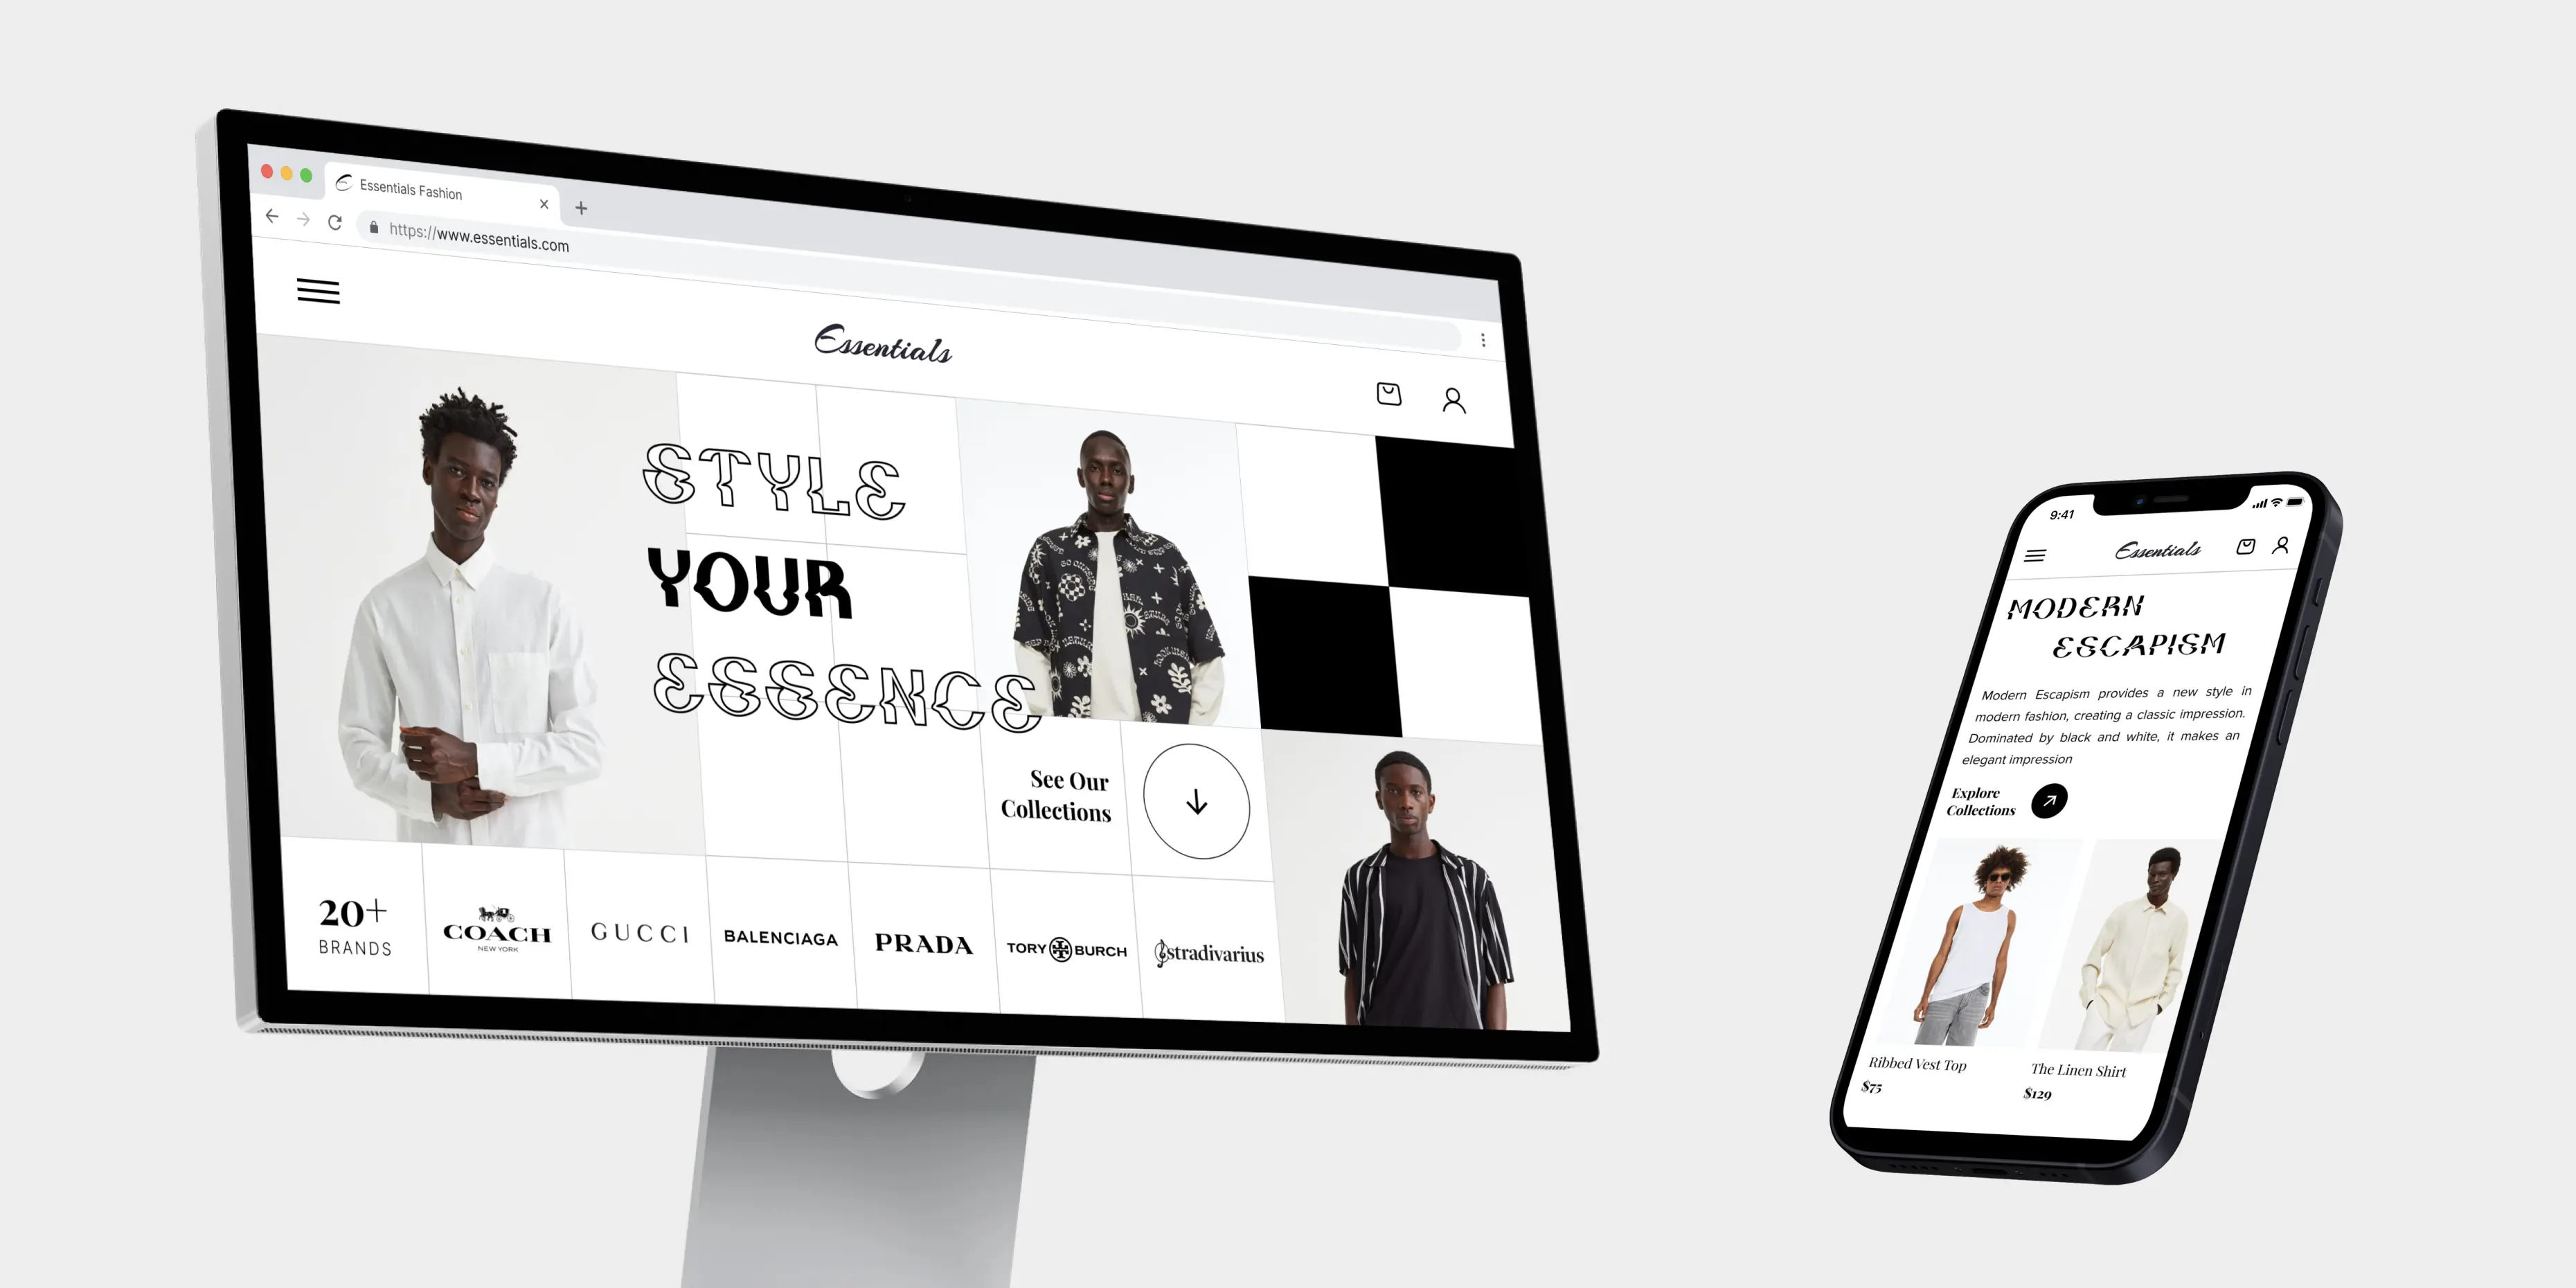 Essentials Fashion
https://www.essentials.com
Essentials
STYLE
YOUR
ESSENCE
See Our
Collections
20+
BRANDS
COACH
NEW YORK
GUCCI
BALENCIAGA
PRADA
TORY BURCH
stradivarius
9:41
Essentials
MODERN
ESCAPISM
Modern Escapism provides a new style in
modern fashion, creating a classic impression.
Dominated by black and white, it makes an
elegant impression
Explore
Collections
Ribbed Vest Top
$75
The Linen Shirt
$129